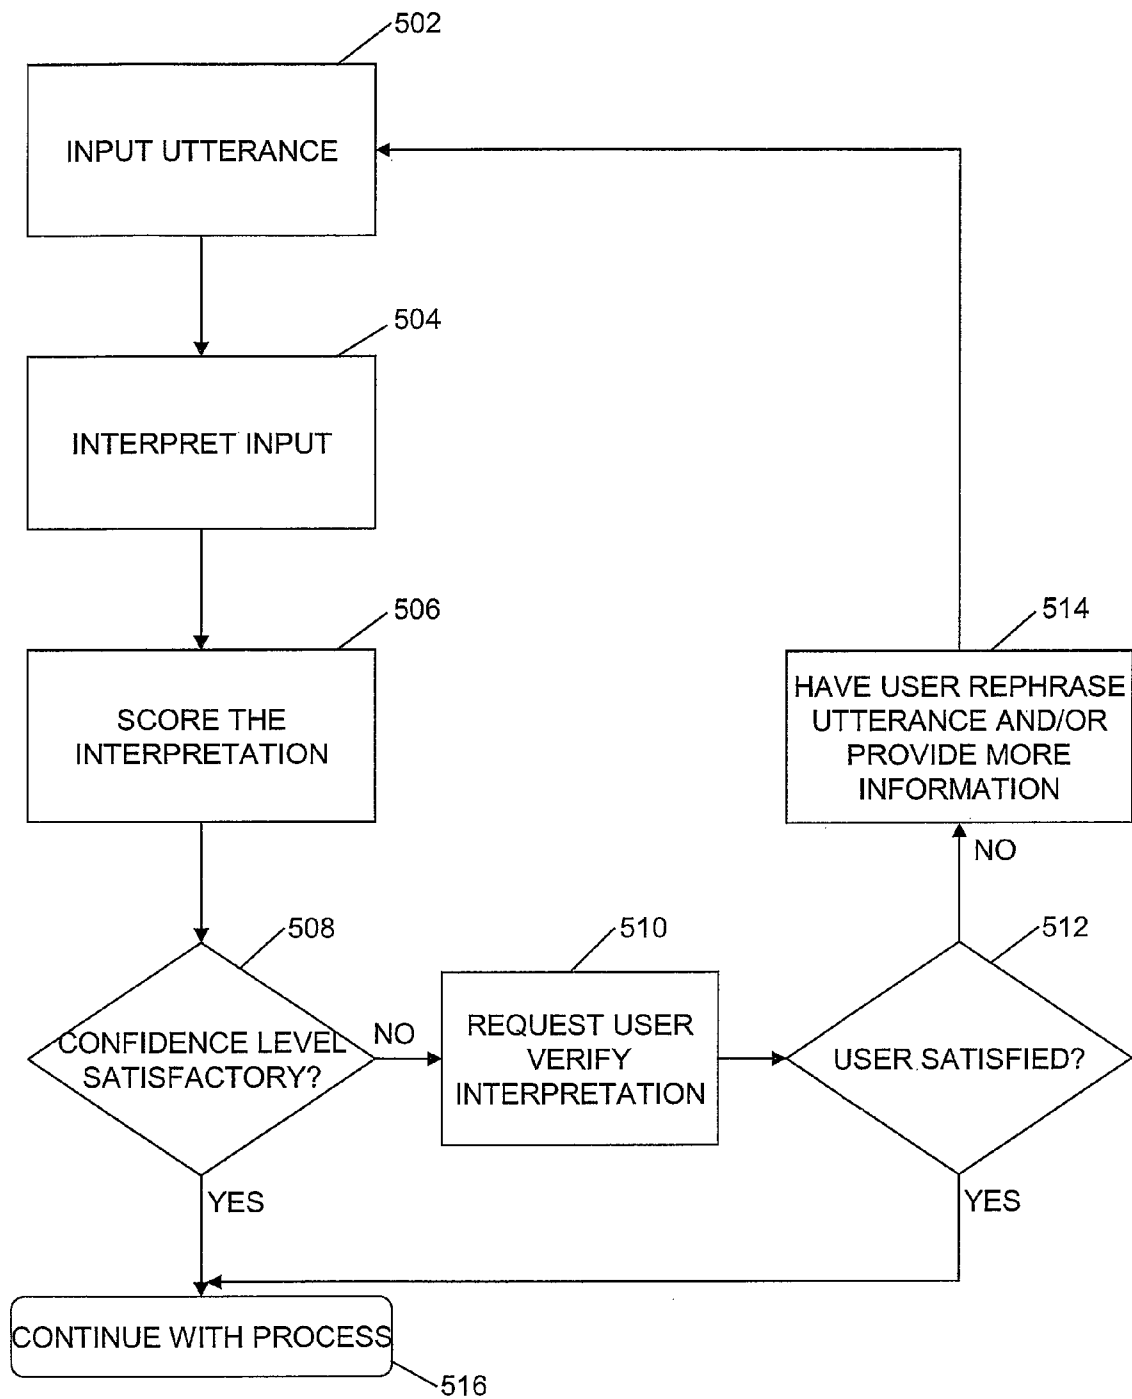 502
INPUT UTTERANCE
504
INTERPRET INPUT
506
SCORE THE
INTERPRETATION
514
HAVE USER REPHRASE
UTTERANCE AND/OR
PROVIDE MORE
INFORMATION
NO
508
CONFIDENCE LEVEL
SATISFACTORY?
NO
YES
510
REQUEST USER
VERIFY
INTERPRETATION
512
USER SATISFIED?
YES
CONTINUE WITH PROCESS
516